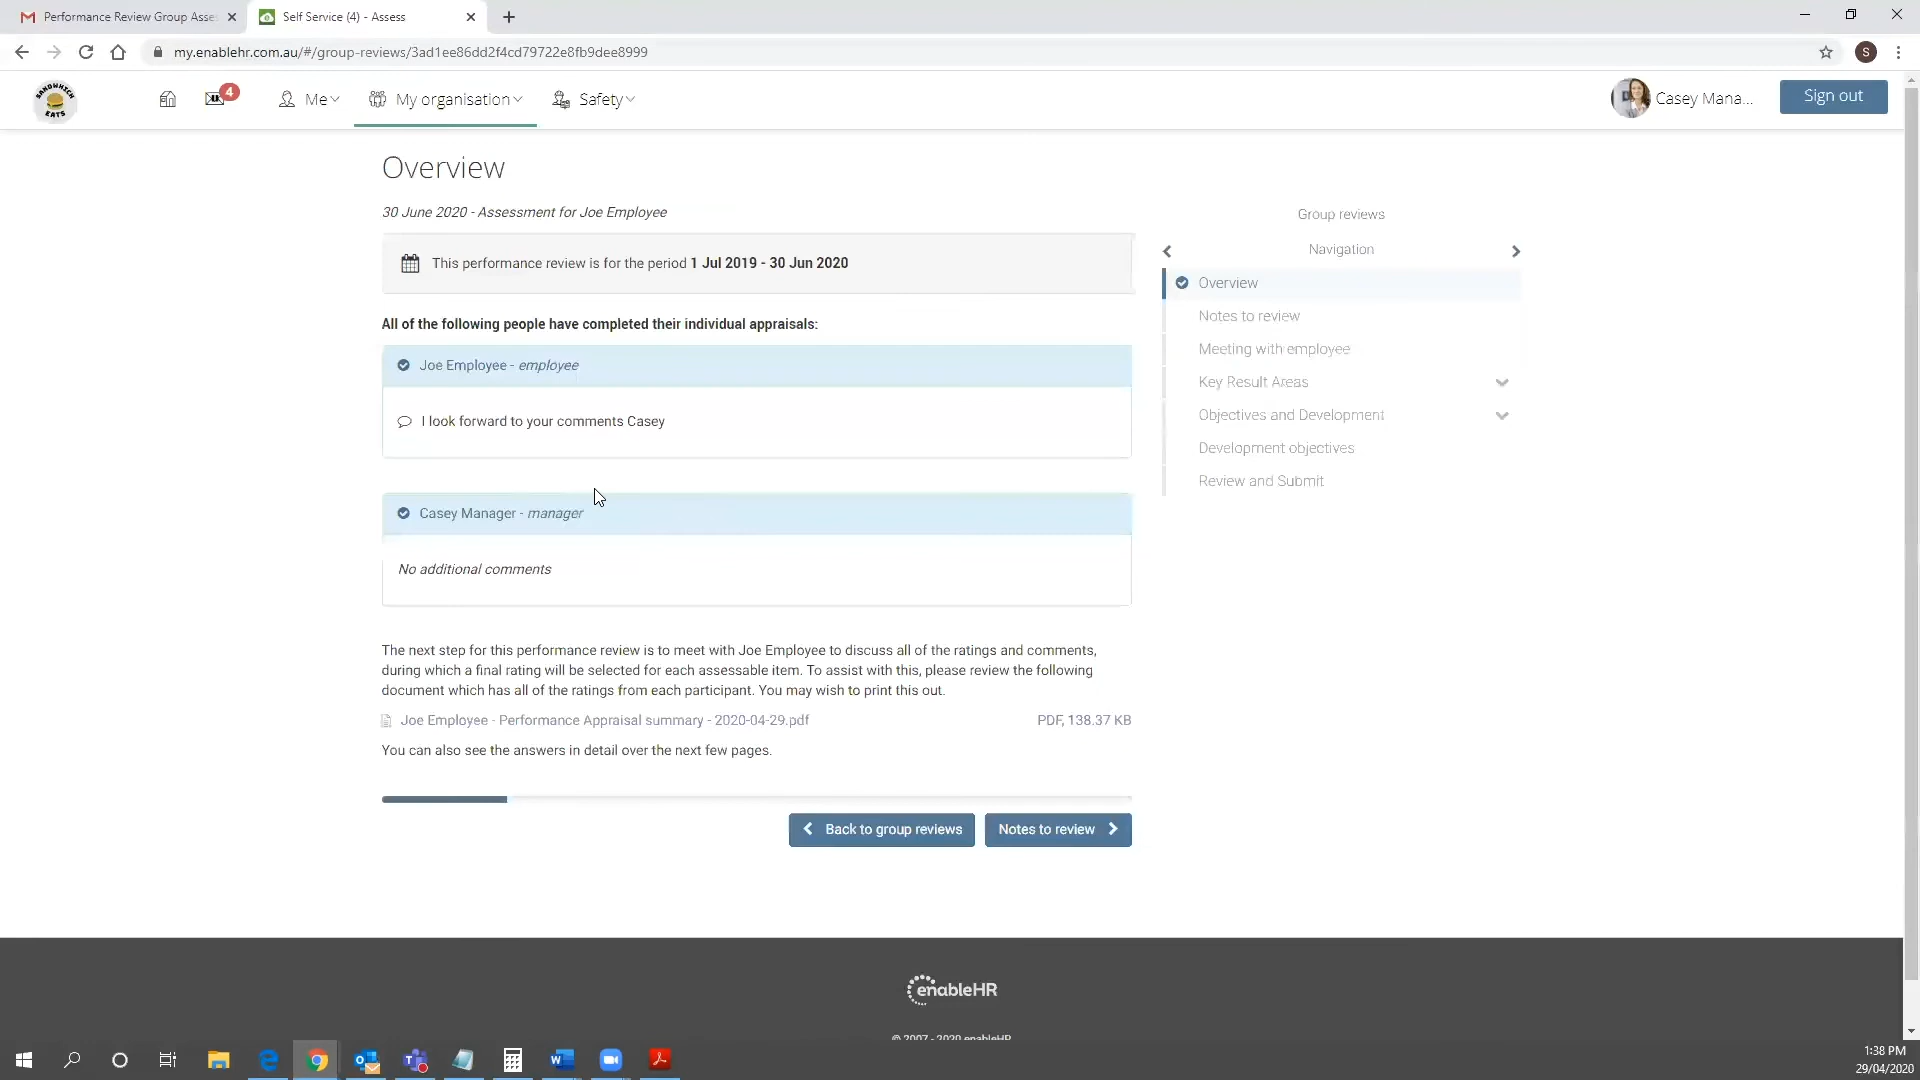 Performance Review Group Asse
Self Service (4) - Assess
my.enablehr.com.au/#/group-reviews/3ad1ee86dd2f4cd79722e8fb9dee8999
S
SANDWHICH
EATS
4
Me
My organisation
Safety
Casey Mana...
Sign out
Overview
30 June 2020 - Assessment for Joe Employee
This performance review is for the period 1 Jul 2019 - 30 Jun 2020
All of the following people have completed their individual appraisals:
Joe Employee - employee
I look forward to your comments Casey
Casey Manager - manager
No additional comments
The next step for this performance review is to meet with Joe Employee to discuss all of the ratings and comments,
during which a final rating will be selected for each assessable item. To assist with this, please review the following
document which has all of the ratings from each participant. You may wish to print this out.
Joe Employee - Performance Appraisal summary - 2020-04-29.pdf PDF, 138.37 KB
You can also see the answers in detail over the next few pages.
Back to group reviews
Notes to review
Group reviews
Navigation
Overview
Notes to review
Meeting with employee
Key Result Areas
Objectives and Development
Development objectives
Review and Submit
enableHR
© 2007 - 2020 enableHR
1:38 PM
29/04/2020